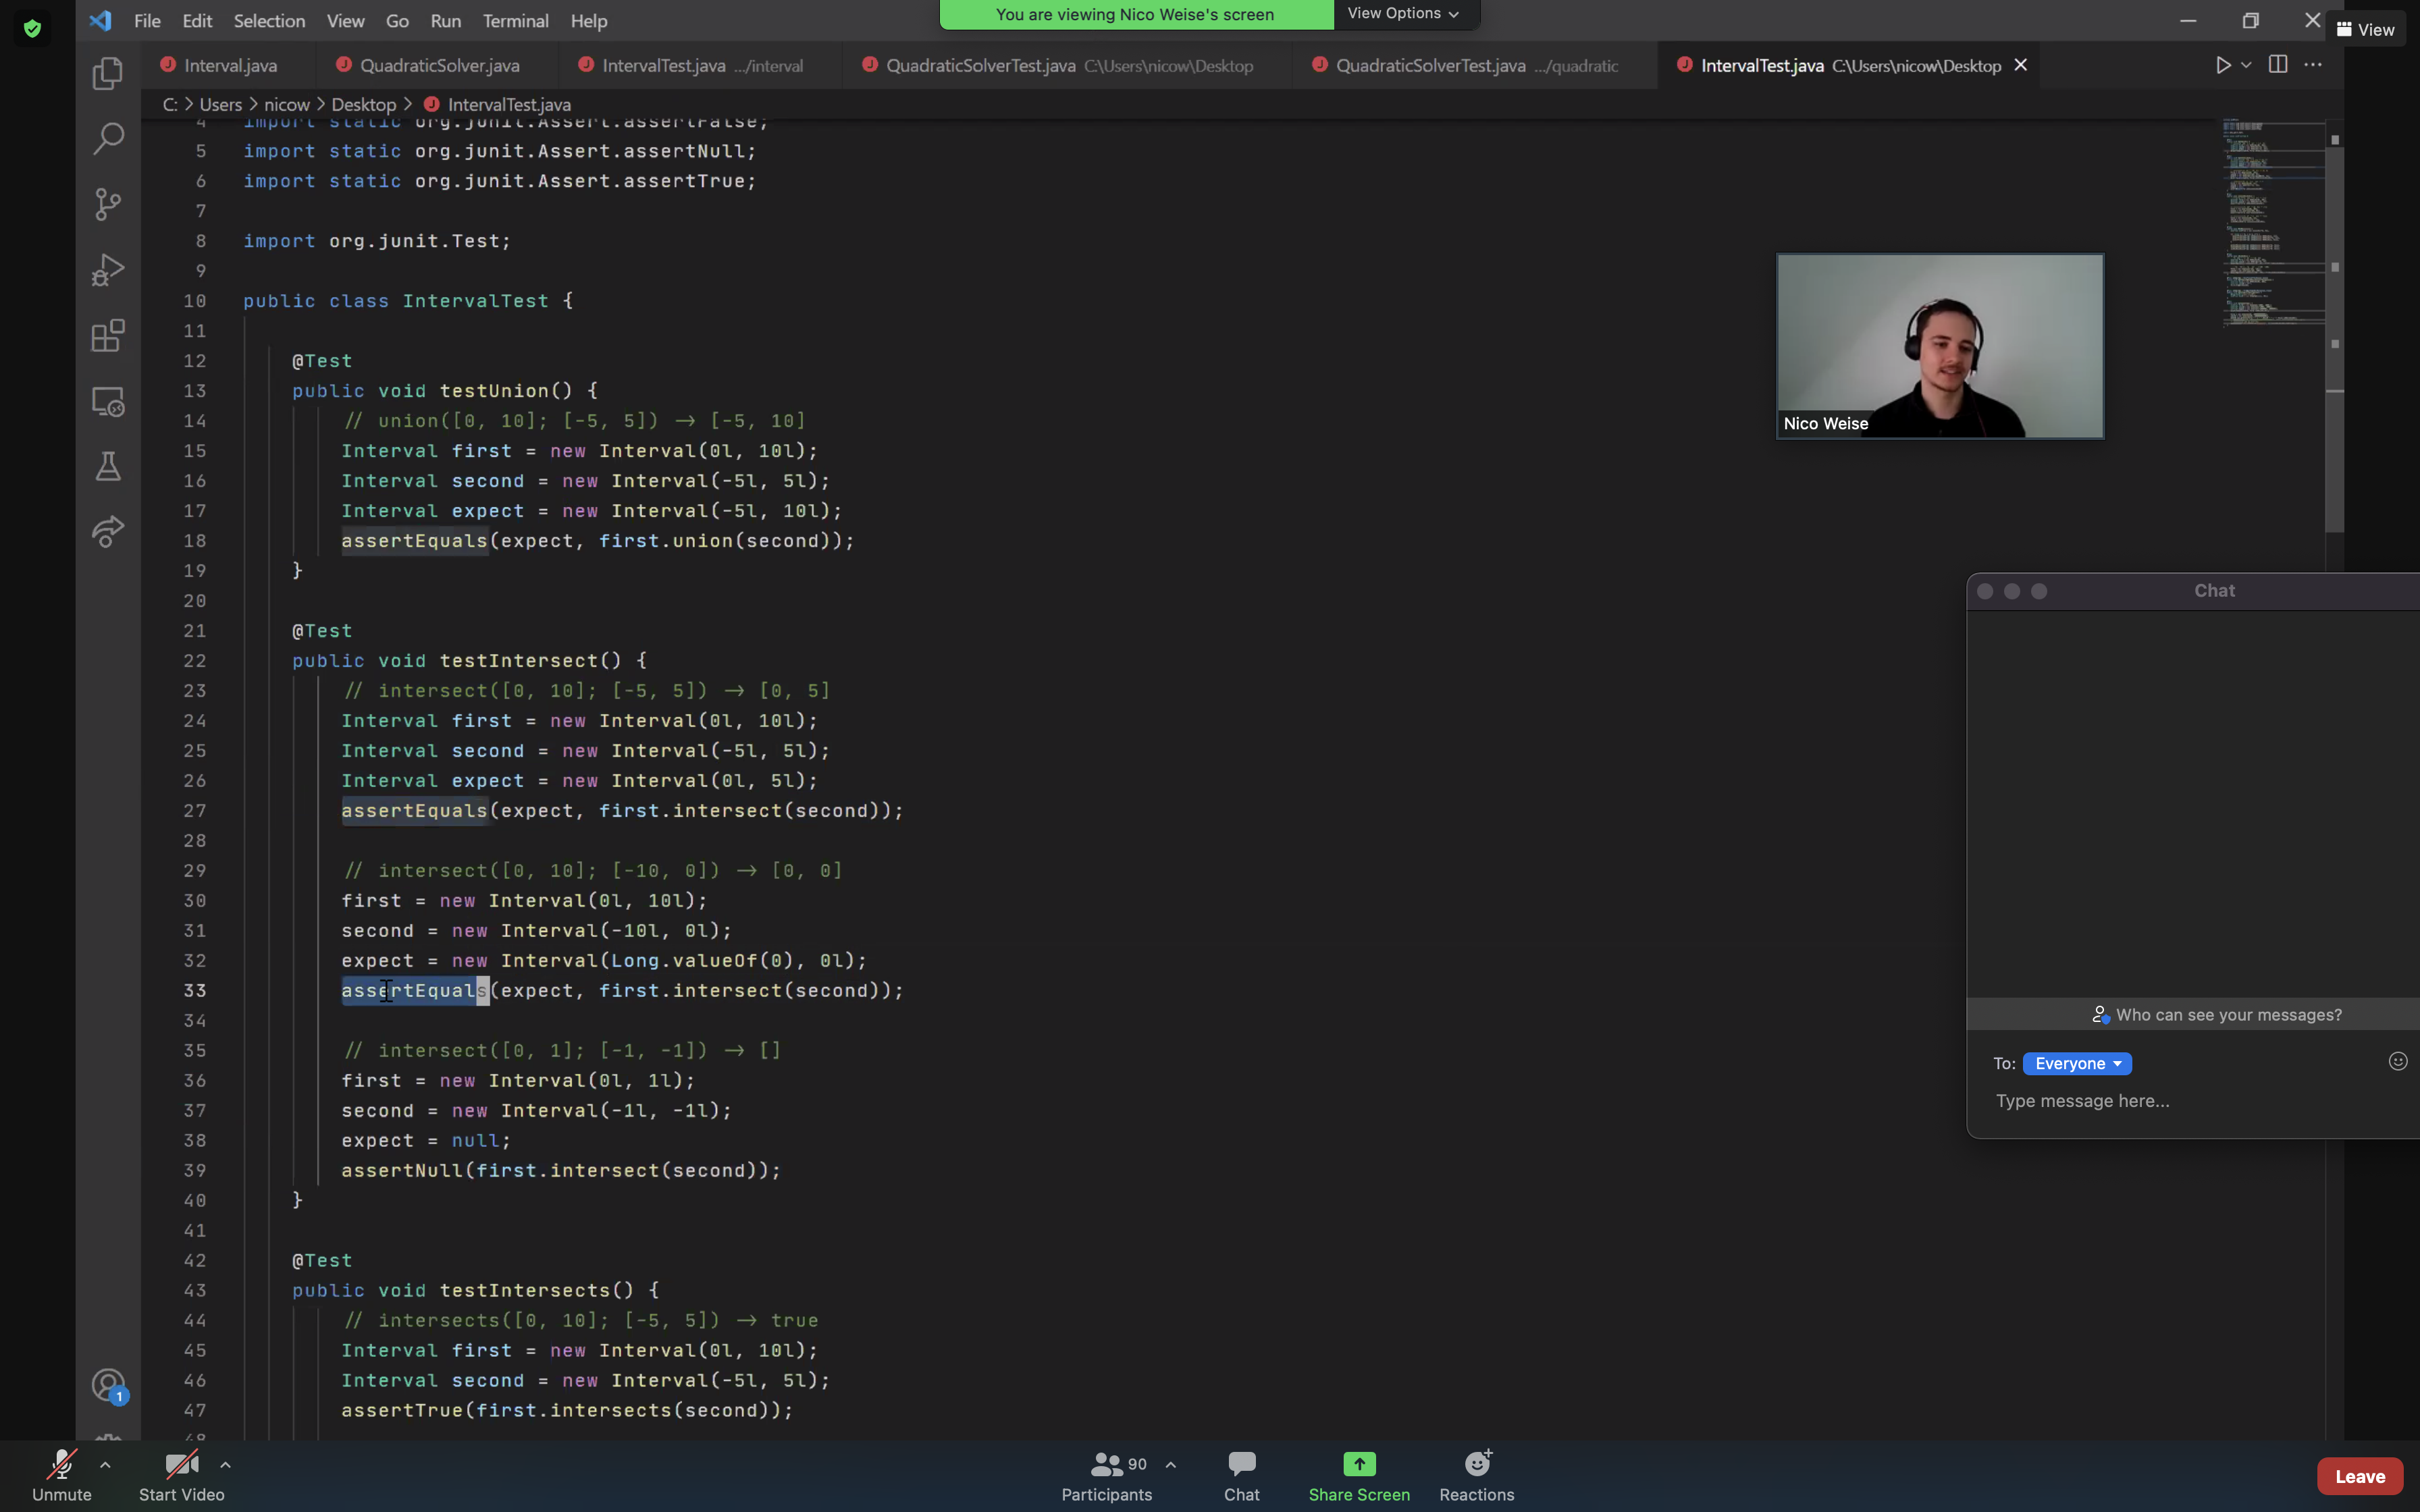 File Edit Selection View Go Run Terminal Help
You are viewing Nico Weise's screen
View Options
View
Interval.java
QuadraticSolver.java
IntervalTest.java .../interval
QuadraticSolverTest.java C:\Users\nicow\Desktop
QuadraticSolverTest.java .../quadratic
IntervalTest.java C:\Users\nicow\Desktop
C: > Users > nicow > Desktop > IntervalTest.java
4 import static org.junit.Assert.assertFalse;
5 import static org.junit.Assert.assertNull;
6 import static org.junit.Assert.assertTrue;
7
8 import org.junit.Test;
9
10 public class IntervalTest {
11
12 @Test
13 public void testUnion() {
14 // union([0, 10]; [-5, 5]) → [-5, 10]
15 Interval first = new Interval(0l, 10l);
16 Interval second = new Interval(-5l, 5l);
17 Interval expect = new Interval(-5l, 10l);
18 assertEquals(expect, first.union(second));
19 }
20
21 @Test
22 public void testIntersect() {
23 // intersect([0, 10]; [-5, 5]) → [0, 5]
24 Interval first = new Interval(0l, 10l);
25 Interval second = new Interval(-5l, 5l);
26 Interval expect = new Interval(0l, 5l);
27 assertEquals(expect, first.intersect(second));
28
29 // intersect([0, 10]; [-10, 0]) → [0, 0]
30 first = new Interval(0l, 10l);
31 second = new Interval(-10l, 0l);
32 expect = new Interval(Long.valueOf(0), 0l);
33 assertEquals(expect, first.intersect(second));
34
35 // intersect([0, 1]; [-1, -1]) → []
36 first = new Interval(0l, 1l);
37 second = new Interval(-1l, -1l);
38 expect = null;
39 assertNull(first.intersect(second));
40 }
41
42 @Test
43 public void testIntersects() {
44 // intersects([0, 10]; [-5, 5]) → true
45 Interval first = new Interval(0l, 10l);
46 Interval second = new Interval(-5l, 5l);
47 assertTrue(first.intersects(second));
48
Nico Weise
Chat
Who can see your messages?
To: Everyone
Type message here...
1
Unmute
Start Video
90
Participants
Chat
Share Screen
Reactions
Leave